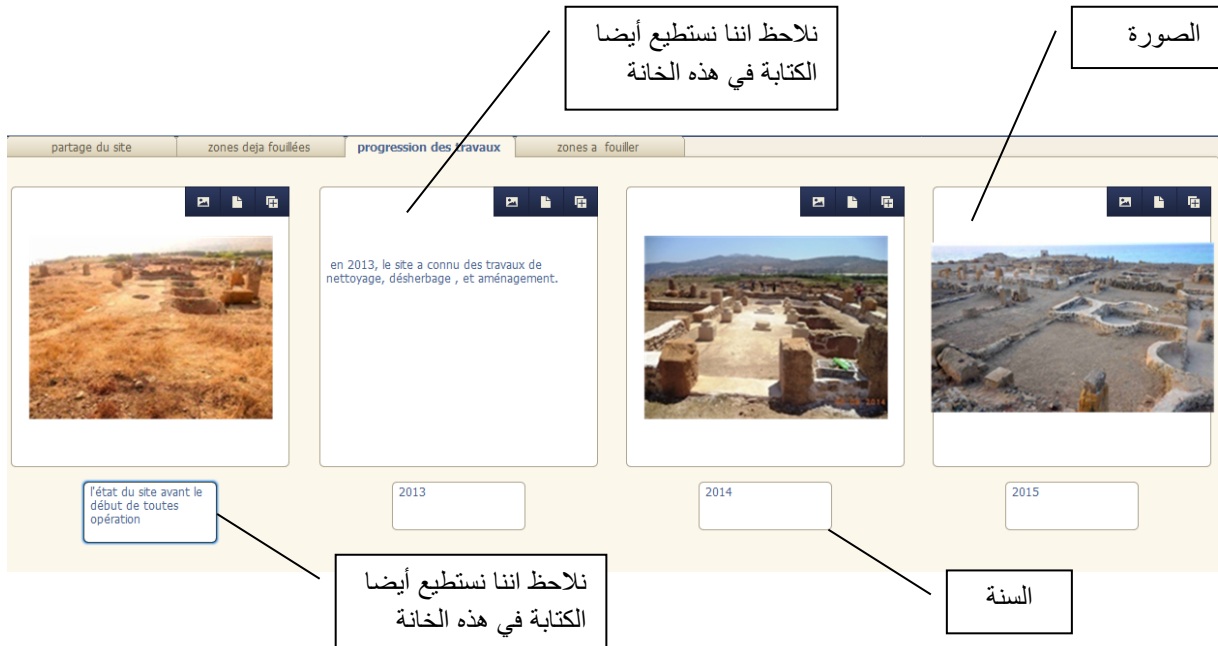 نلاحظ اننا نستطيع أيضا
الكتابة في هذه الخانة
الصورة
partage du site
zones deja fouillées
progression des travaux
zones a fouiller
en 2013, le site a connu des travaux de
nettoyage, désherbage , et aménagement.
l'état du site avant le
début de toutes
opération
2013
2014
2015
نلاحظ اننا نستطيع أيضا
الكتابة في هذه الخانة
السنة